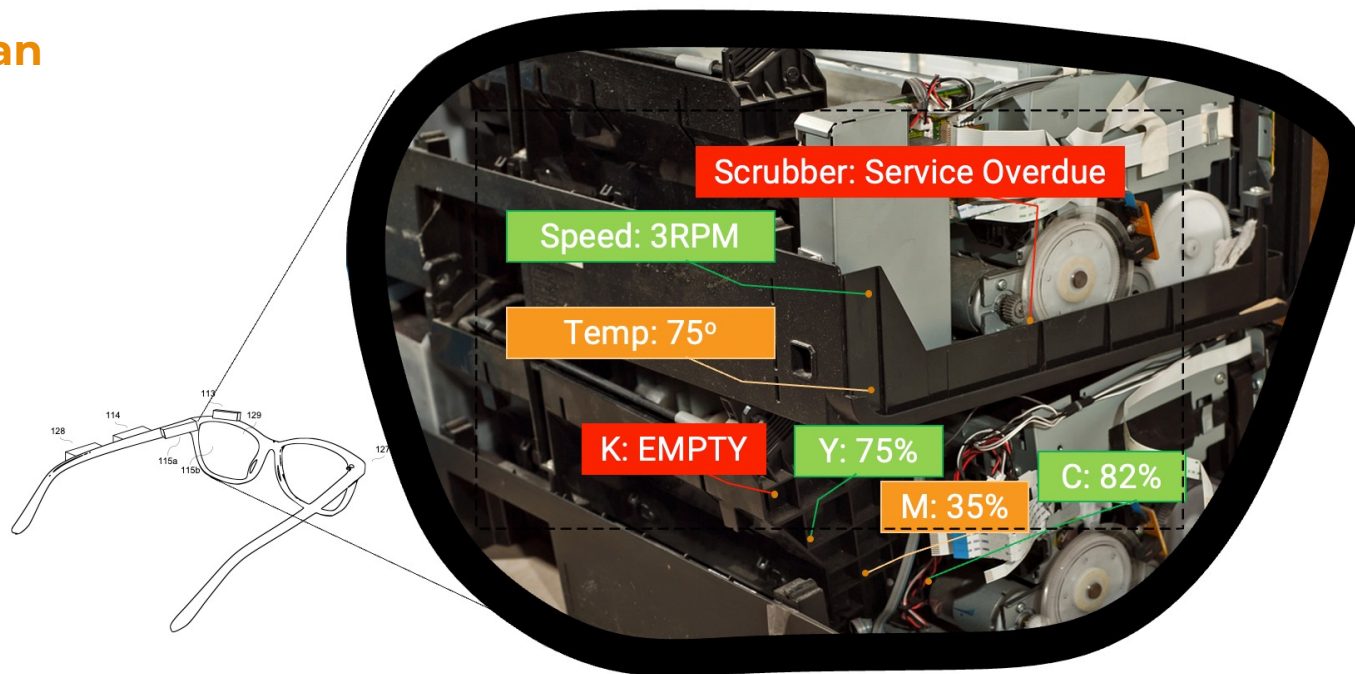 an
Scrubber: Service Overdue
Speed: 3RPM
Temp: 75º
K: EMPTY
Y: 75%
C: 82%
M: 35%
113
114
129
128
127
115a
115b